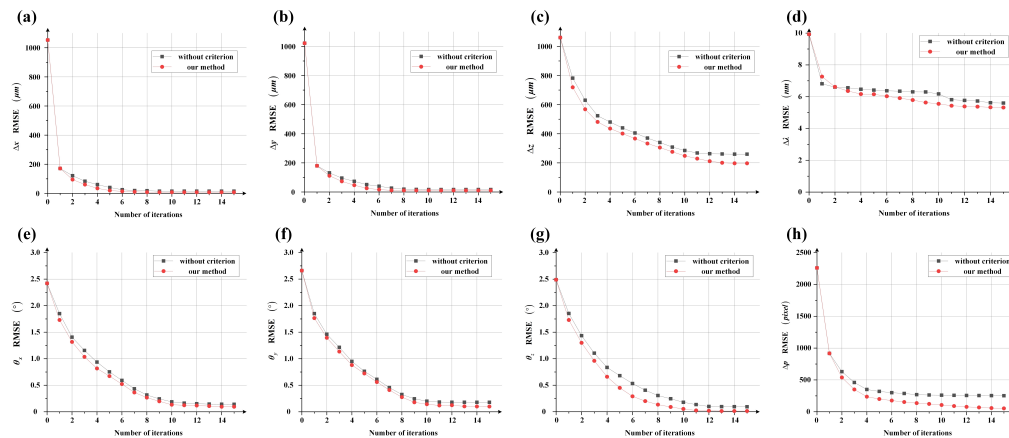 (a)
Δx RMSE (μm)
1000
800
600
400
200
0
without criterion
our method
0 2 4 6 8 10 12 14
Number of iterations
(b)
Δy RMSE (μm)
1000
800
600
400
200
0
without criterion
our method
0 2 4 6 8 10 12 14
Number of iterations
(c)
Δz RMSE (μm)
1000
800
600
400
200
0
without criterion
our method
0 2 4 6 8 10 12 14
Number of iterations
(d)
Δλ RMSE (nm)
10
8
6
4
2
0
without criterion
our method
0 2 4 6 8 10 12 14
Number of iterations
(e)
θx RMSE (°)
3.0
2.5
2.0
1.5
1.0
0.5
0
without criterion
our method
0 2 4 6 8 10 12 14
Number of iterations
(f)
θy RMSE (°)
3.0
2.5
2.0
1.5
1.0
0.5
0
without criterion
our method
0 2 4 6 8 10 12 14
Number of iterations
(g)
θz RMSE (°)
3.0
2.5
2.0
1.5
1.0
0.5
0
without criterion
our method
0 2 4 6 8 10 12 14
Number of iterations
(h)
Δp RMSE (pixel)
2500
2000
1500
1000
500
0
without criterion
our method
0 2 4 6 8 10 12 14
Number of iterations